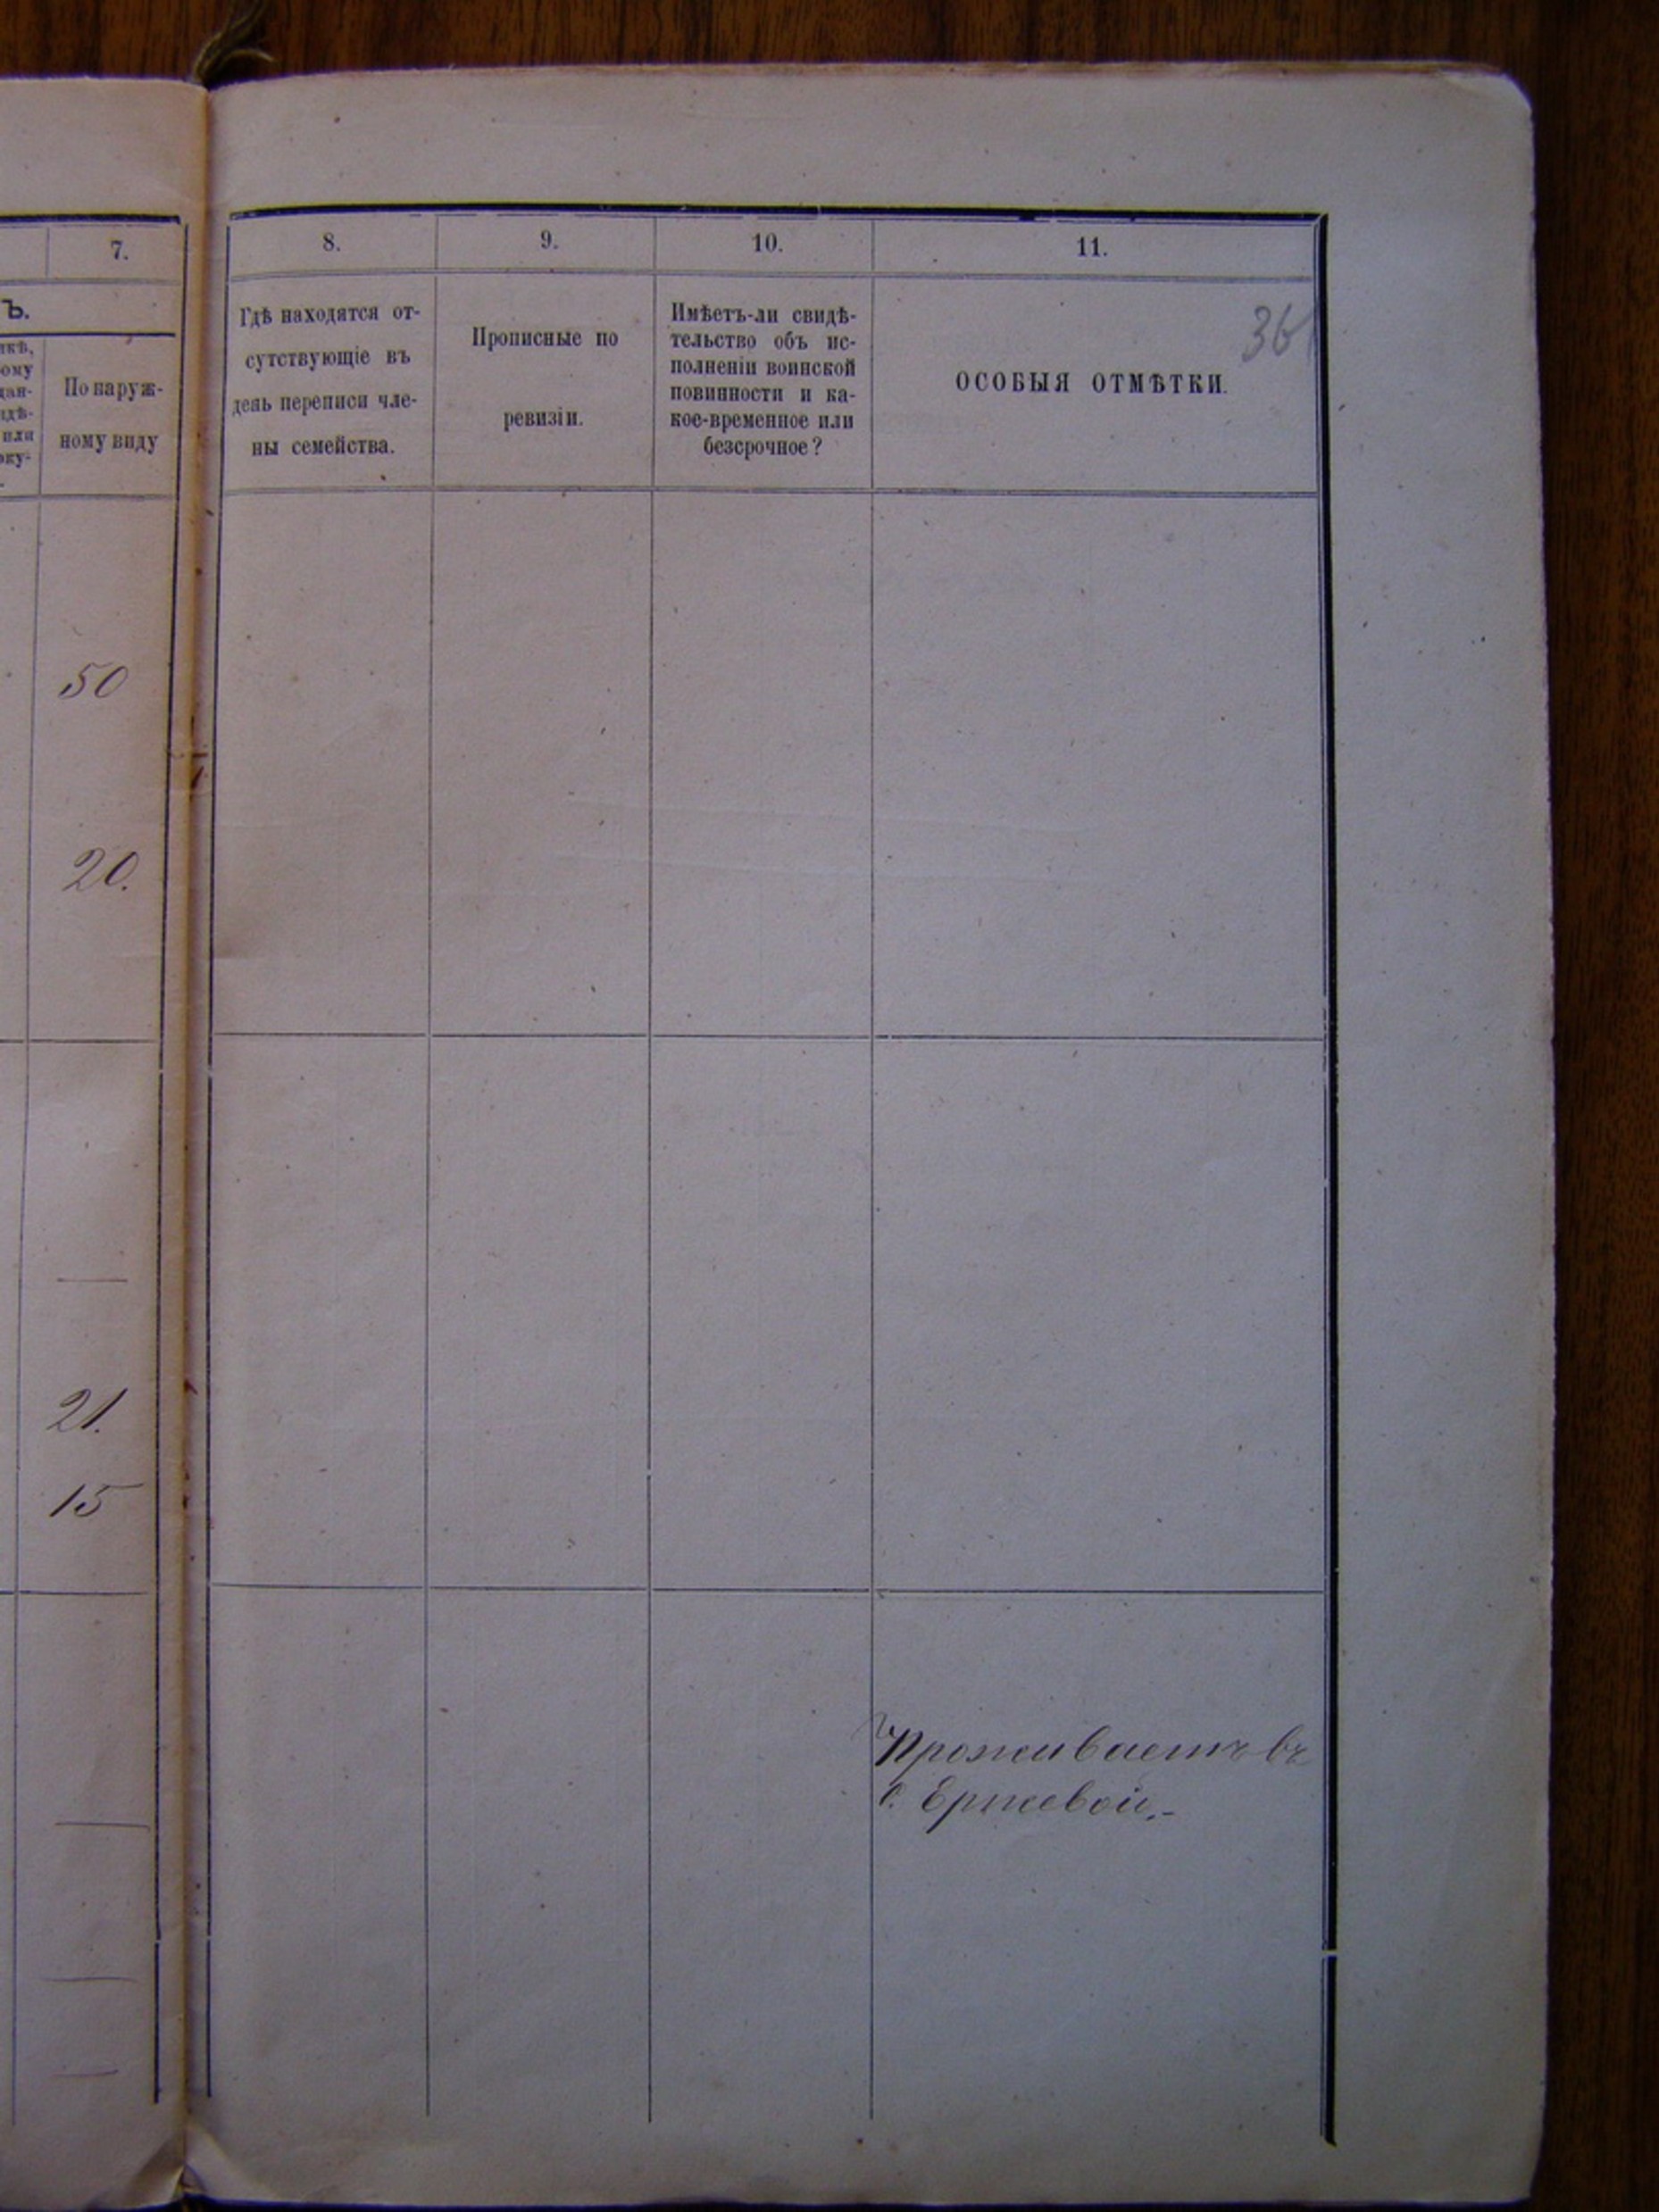 7.
Ъ.
По наруж-
ному виду
50
20.
21.
15
8.
9.
10.
11.
Гдѣ находятся от-
сутствующіе въ
день переписи чле-
ны семейства.
Прописные по
ревизіи.
Имѣетъ-ли свидѣ-
тельство объ ис-
полненіи воинской
повинности и ка-
кое-временное или
безсрочное?
36
ОСОБЫЯ ОТМѢТКИ.
Проживаетъ въ
с. Ержевой.-